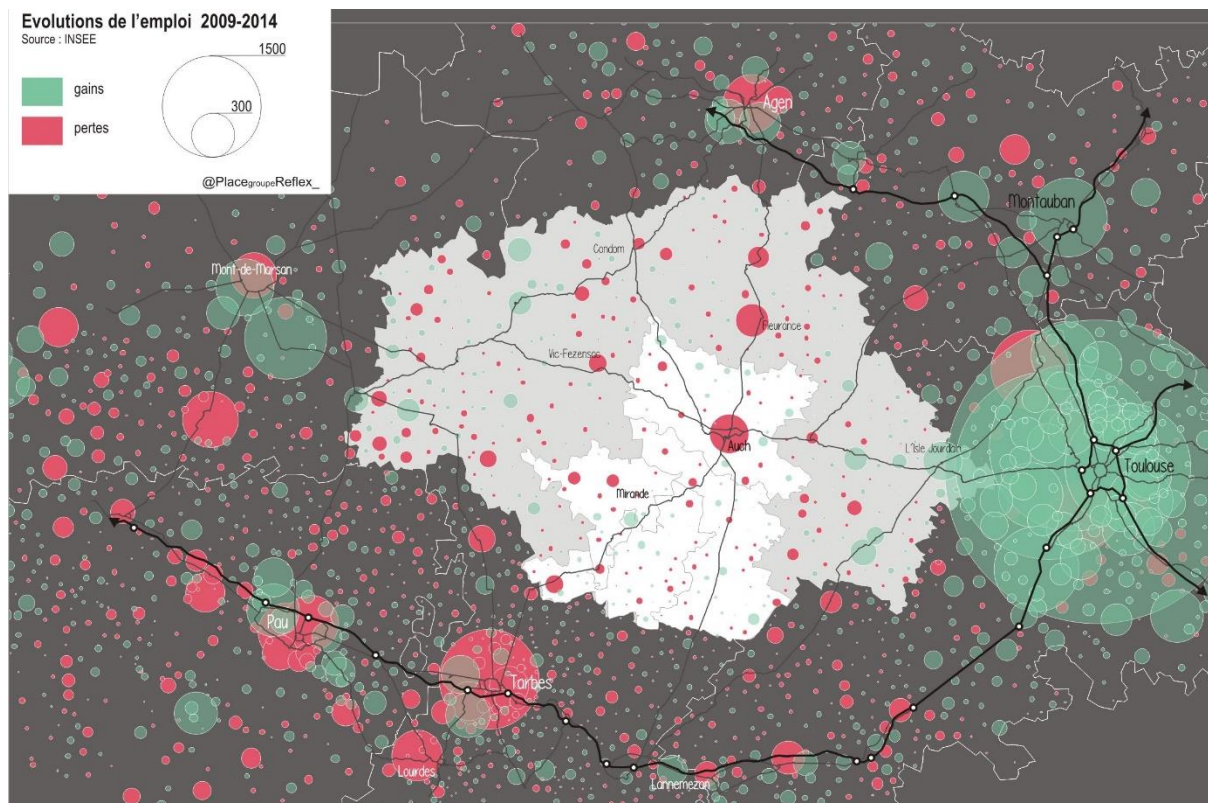 Evolutions de l'emploi 2009-2014
Source : INSEE
1500
gains
300
pertes
@PlacegroupeReflex_
Agen
Montauban
Condom
Mont-de-Marsan
Fleurance
Vic-Fezensac
Auch
L'Isle Jourdain
Toulouse
Mirande
Pau
Tarbes
Lourdes
Lannemezan